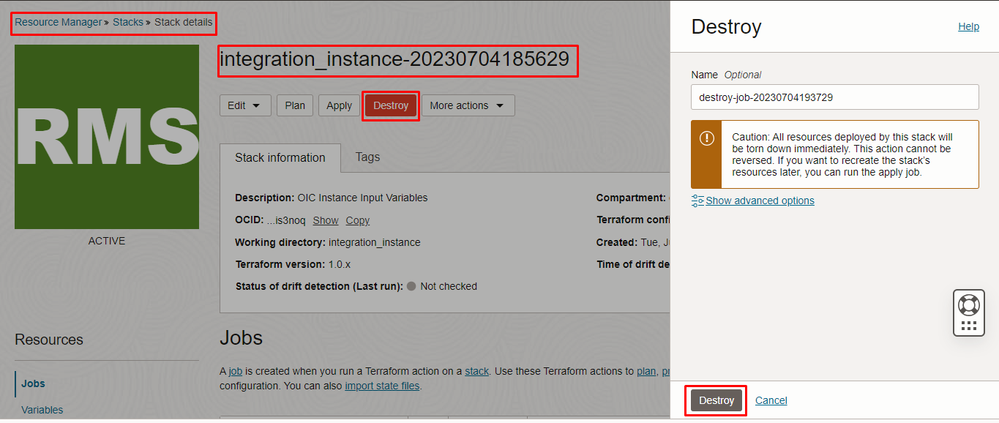 Resource Manager » Stacks » Stack details
RMS
ACTIVE
integration_instance-20230704185629
Edit Plan Apply Destroy More actions
Stack information Tags
Description: OIC Instance Input Variables
OCID: ...is3noq Show Copy
Working directory: integration_instance
Terraform version: 1.0.x
Status of drift detection (Last run): Not checked
Compartment:
Terraform confi
Created: Tue, J
Time of drift de
Resources
Jobs
Variables
Jobs
A job is created when you run a Terraform action on a stack. Use these Terraform actions to plan, pr
configuration. You can also import state files.
Destroy
Help
Name Optional
destroy-job-20230704193729
Caution: All resources deployed by this stack will
be torn down immediately. This action cannot be
reversed. If you want to recreate the stack's
resources later, you can run the apply job.
Show advanced options
Destroy Cancel